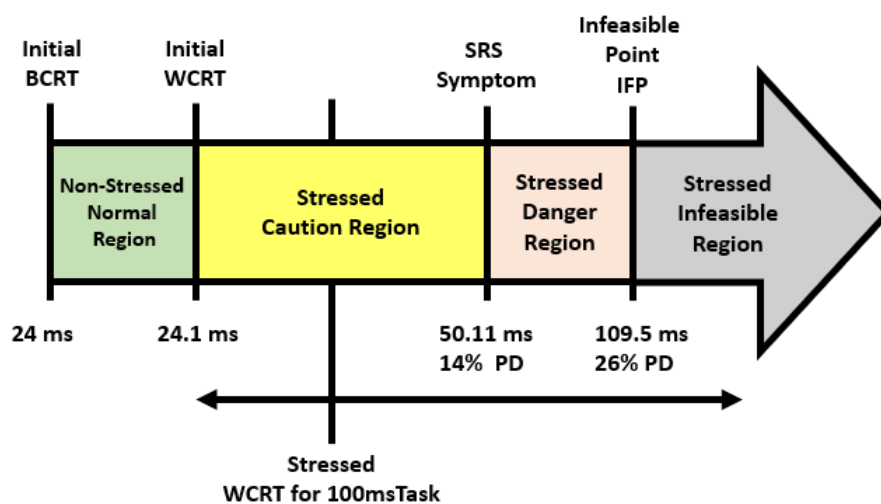 Initial
BCRT
Initial
WCRT
SRS
Symptom
Infeasible
Point
IFP
Non-Stressed
Normal
Region
Stressed
Caution Region
Stressed
Danger
Region
Stressed
Infeasible
Region
24 ms
24.1 ms
50.11 ms
14% PD
109.5 ms
26% PD
Stressed
WCRT for 100msTask